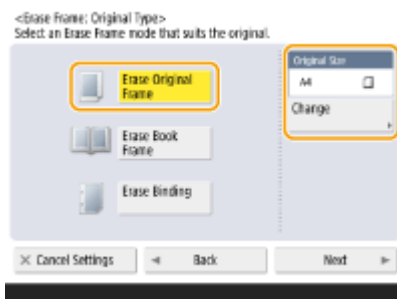 <Erase Frame: Original Type>
Select an Erase Frame mode that suits the original.
Erase Original
Frame
Original Size
A4
Change
Erase Book
Frame
Erase Binding
× Cancel Settings
Back
Next